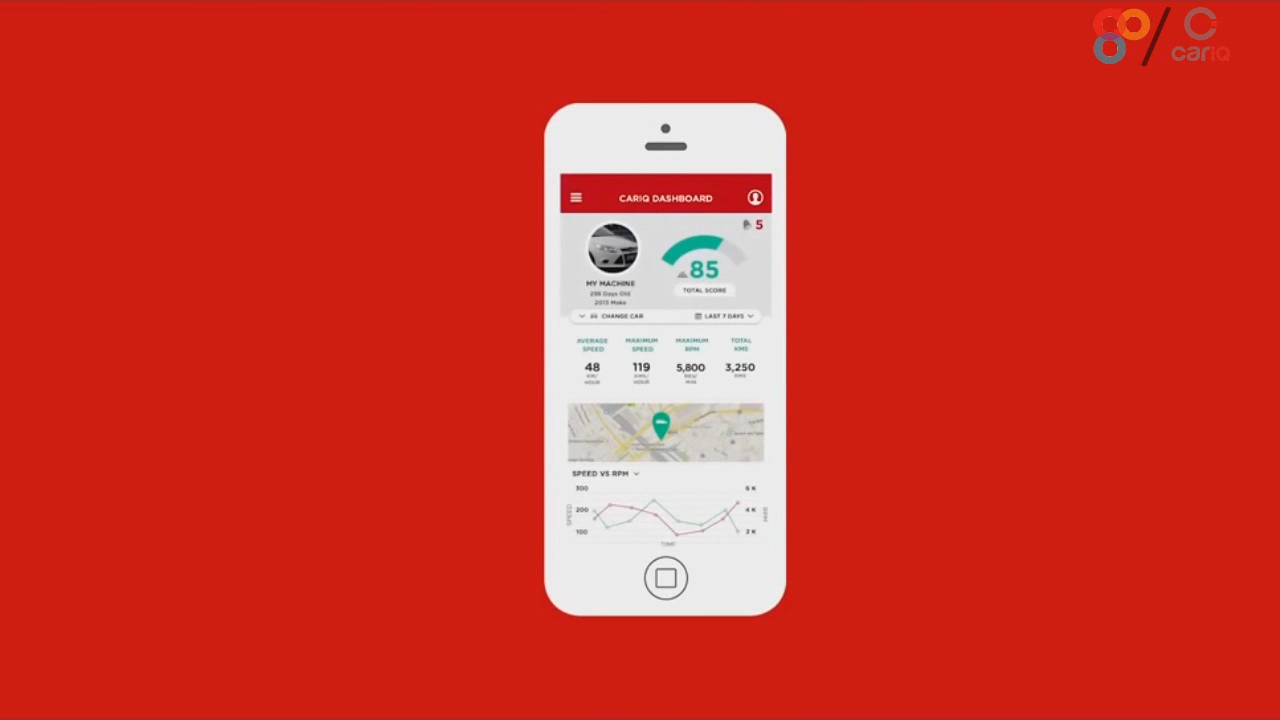 80/
cariQ
CARIQ DASHBOARD
5
85
TOTAL SCORE
MY MACHINE
298 Days Old
2013 Make
CHANGE CAR
LAST 7 DAYS
AVERAGE SPEED
MAXIMUM SPEED
MAXIMUM RPM
TOTAL KMS
48
119
5,800
3,250
KM/ HOUR
KMS/ HOUR
REV/ MIN
KMS
SPEED VS RPM
300
6 K
200
4 K
100
2 K
SPEED
RPM
TIME